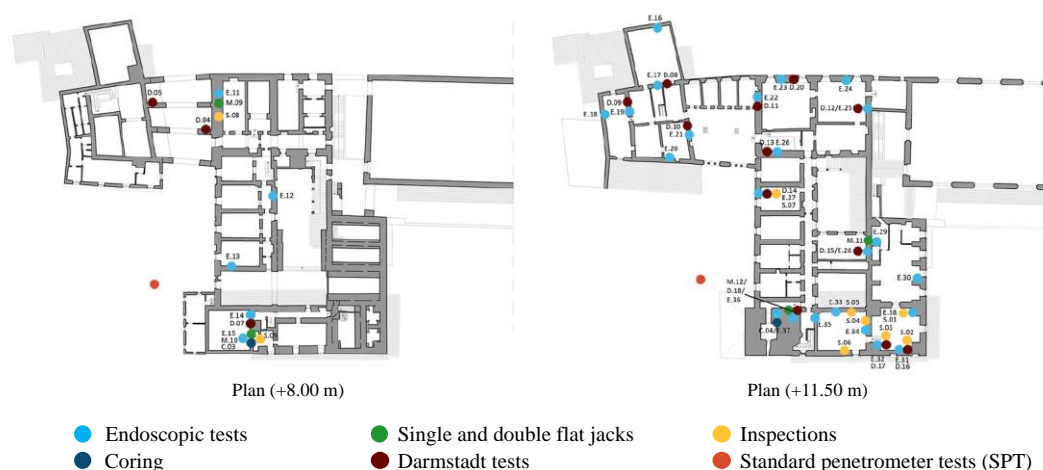 E.16
D.05
E.11
M.09
S.08
D.04
E.12
E.13
E.14
D.07
E.15
M.10
C.03
Plan (+8.00 m)
E.17 D.08
D.09
E.19
E.18
D.10
E.21
E.20
E.22
D.11
E.23 D.20
E.24
D.12/E.25
D.13 E.26
D.14
E.27
S.07
M.11
E.29
D.15/E.28
E.30
M.12/
D.18/
E.36
C.04/E.37
E.35
E.33 S.05
S.04
E.34
S.06
E.38
S.01
S.03
S.02
E.32
D.17
E.31
D.16
Plan (+11.50 m)
Endoscopic tests
Single and double flat jacks
Inspections
Coring
Darmstadt tests
Standard penetrometer tests (SPT)